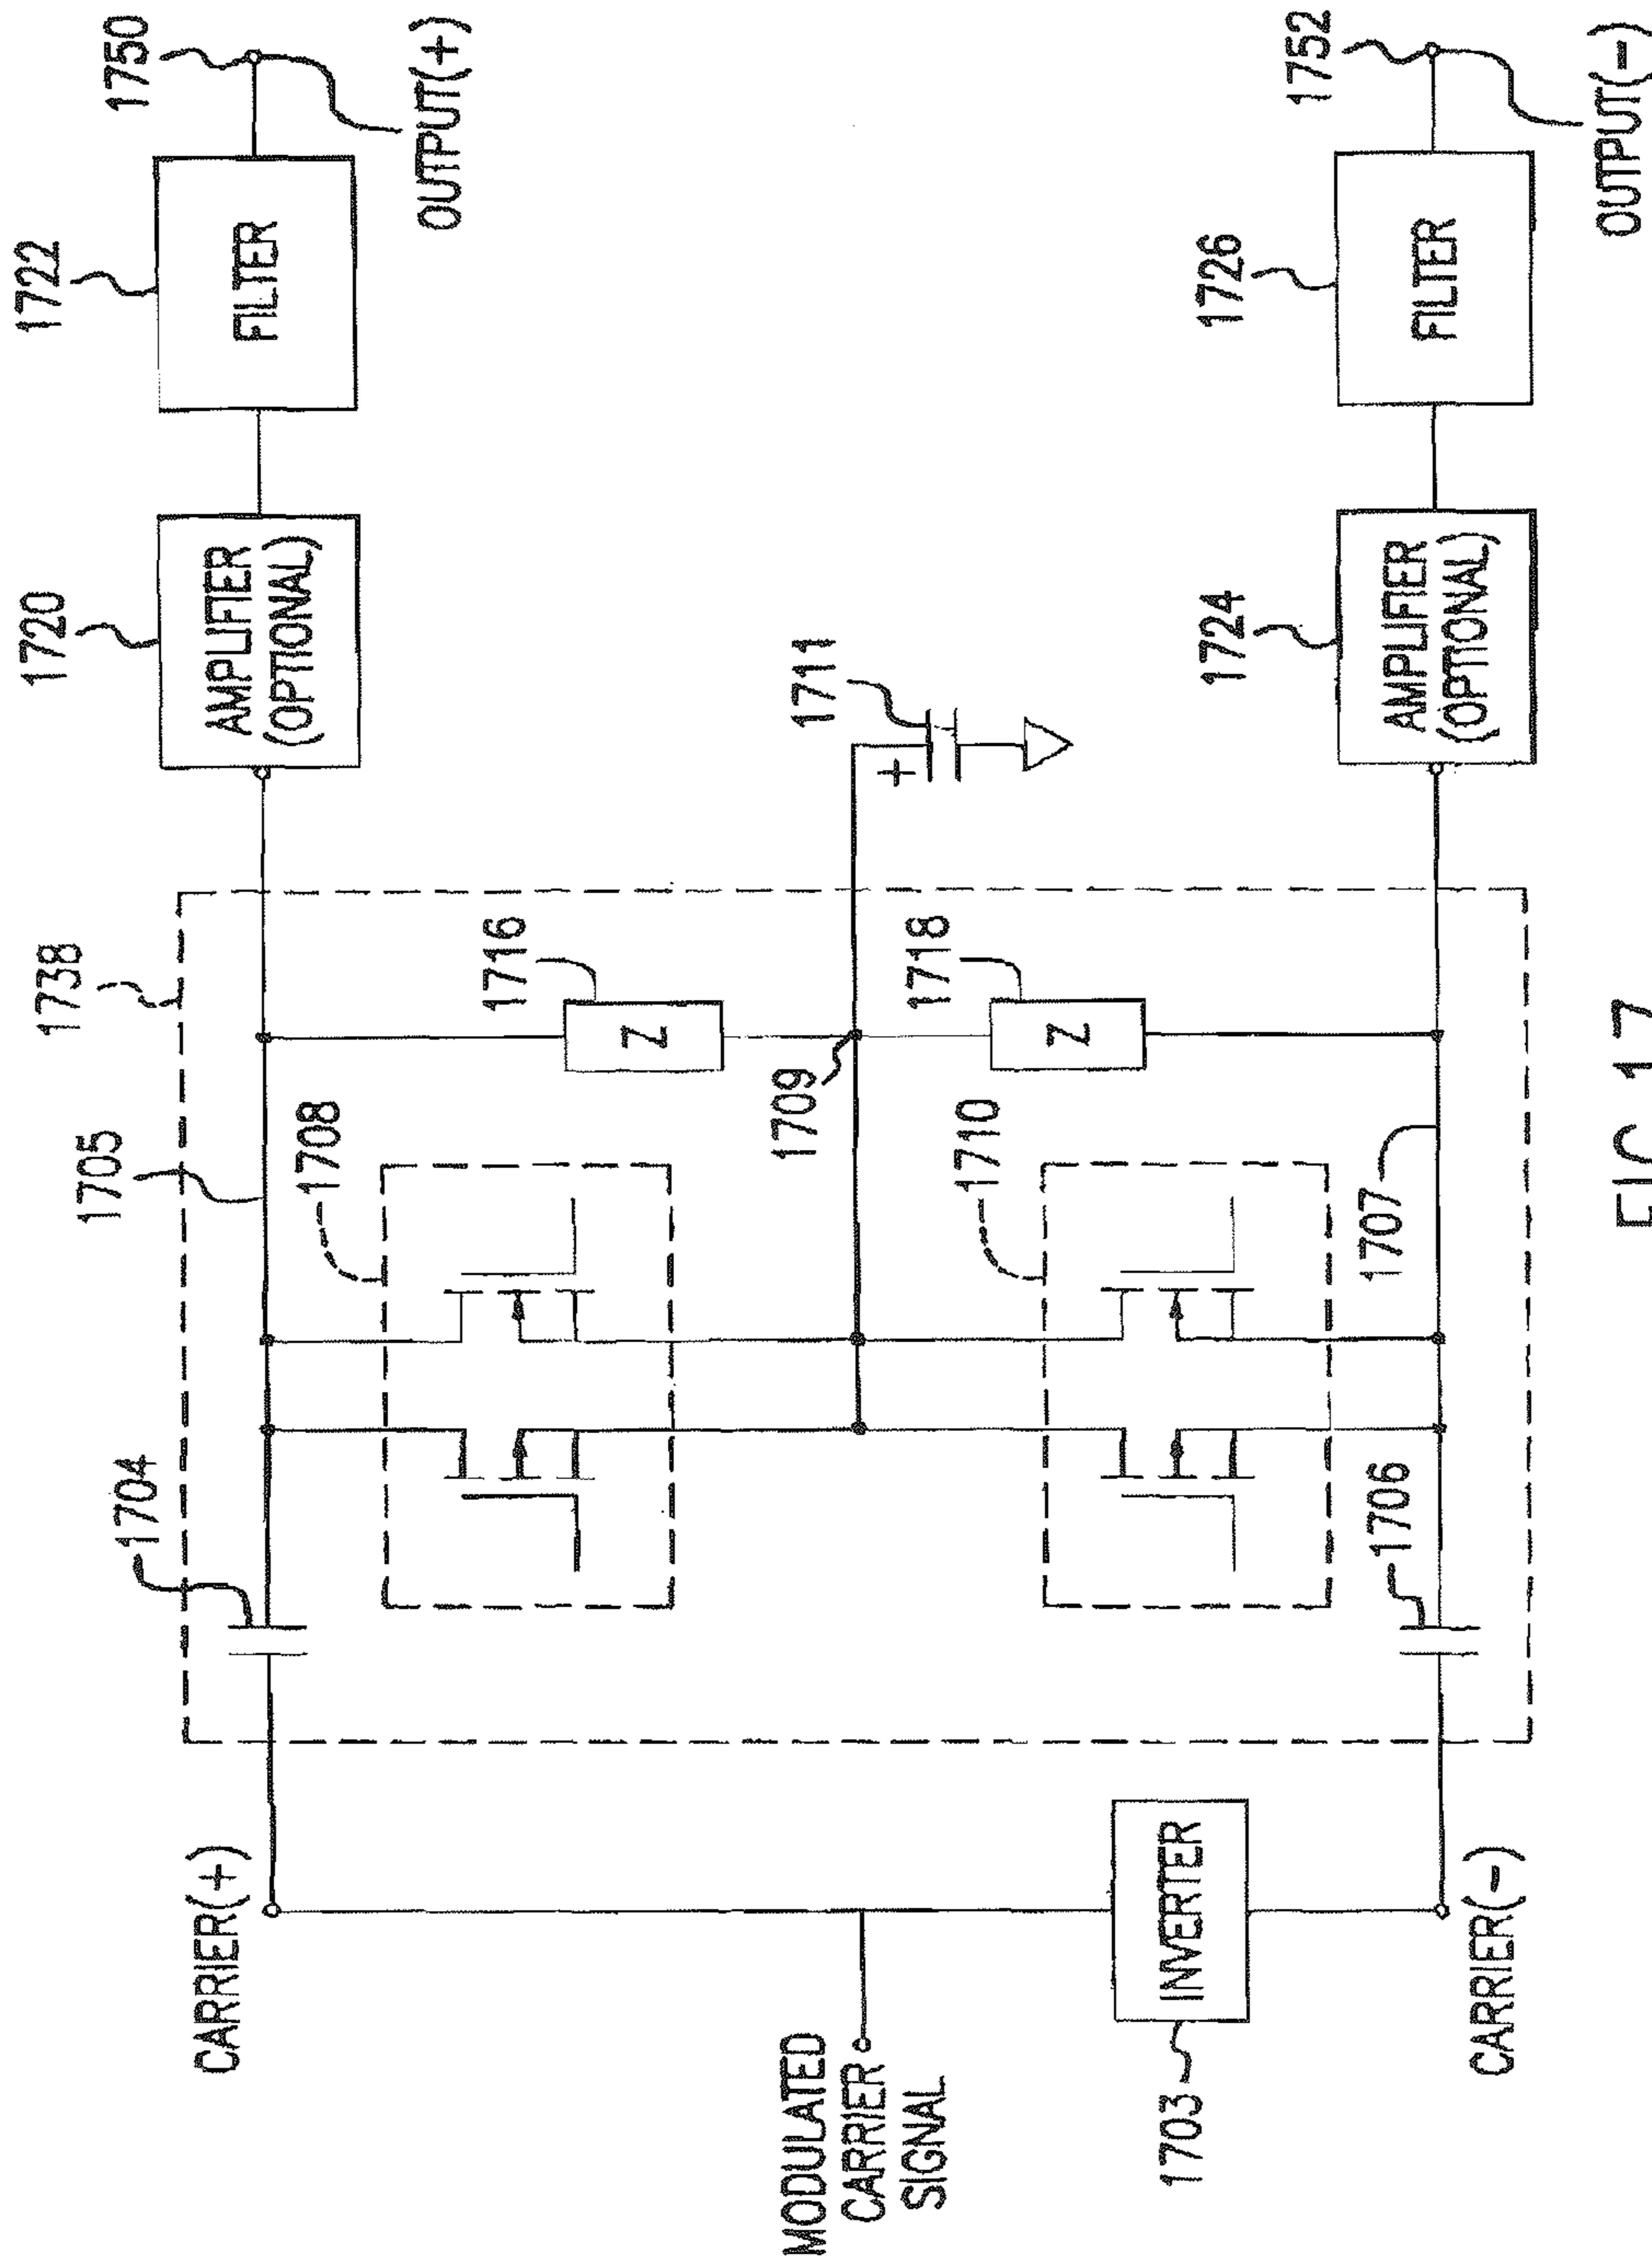 1738
1705
1720
1722
1750
CARRIER(+)
1704
AMPLIFIER
(OPTIONAL)
FILTER
OUTPUT(+)
1708
1716
Z
MODULATED
CARRIER
SIGNAL
1709
1711
+
1710
1718
Z
INVERTER
1703
1706
1707
1724
1726
1752
CARRIER(-)
AMPLIFIER
(OPTIONAL)
FILTER
OUTPUT(-)
FIG.17